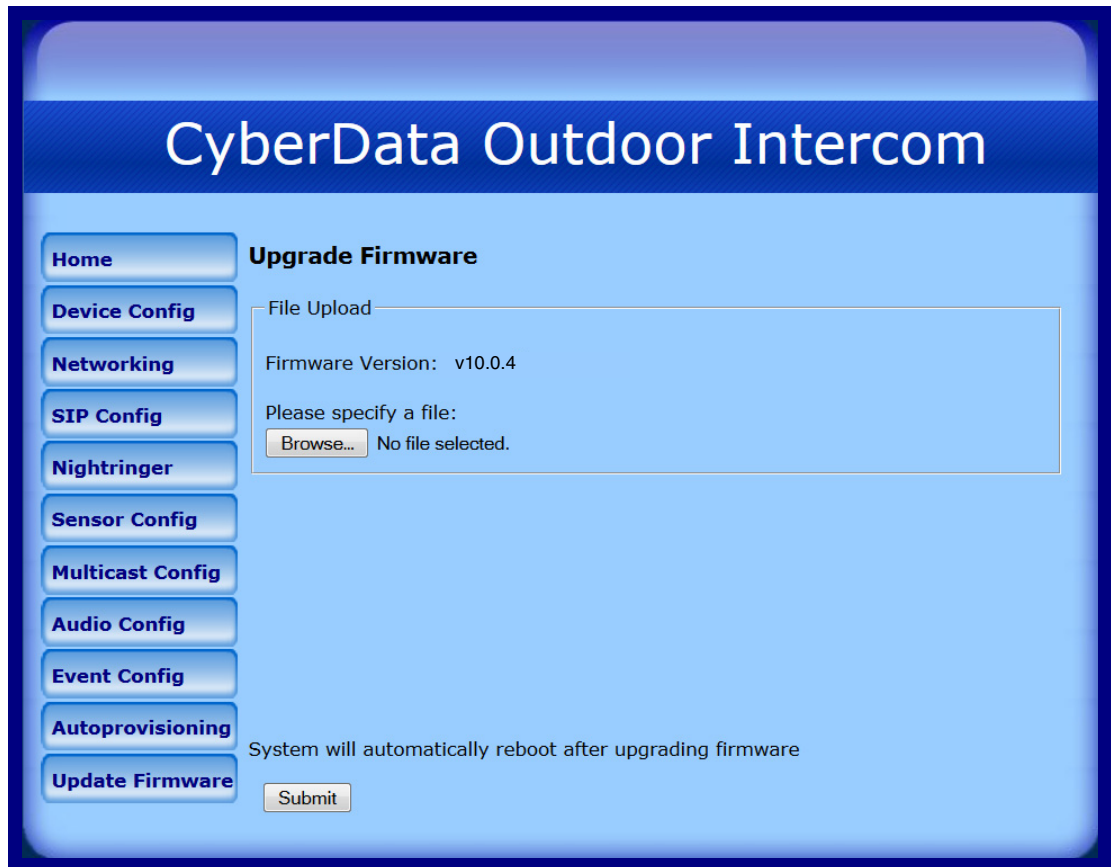 CyberData Outdoor Intercom
Home
Device Config
Networking
SIP Config
Nightringer
Sensor Config
Multicast Config
Audio Config
Event Config
Autoprovisioning
Update Firmware
Upgrade Firmware
File Upload
Firmware Version: v10.0.4
Please specify a file:
Browse... No file selected.
System will automatically reboot after upgrading firmware
Submit